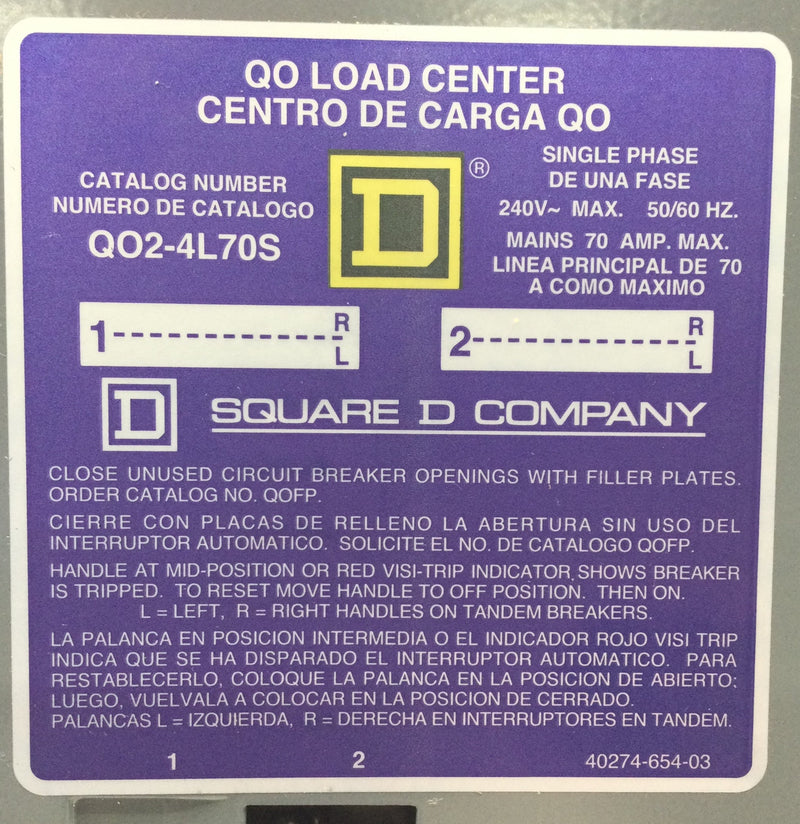 QO LOAD CENTER
CENTRO DE CARGA QO
CATALOG NUMBER
NUMERO DE CATALOGO
QO2-4L70S
D
®
SINGLE PHASE
DE UNA FASE
240V~ MAX. 50/60 HZ.
MAINS 70 AMP. MAX.
LINEA PRINCIPAL DE 70
A COMO MAXIMO
1--------------- R
L
2--------------- R
L
D SQUARE D COMPANY
CLOSE UNUSED CIRCUIT BREAKER OPENINGS WITH FILLER PLATES.
ORDER CATALOG NO. QOFP.
CIERRE CON PLACAS DE RELLENO LA ABERTURA SIN USO DEL
INTERRUPTOR AUTOMATICO. SOLICITE EL NO. DE CATALOGO QOFP.
HANDLE AT MID-POSITION OR RED VISI-TRIP INDICATOR SHOWS BREAKER
IS TRIPPED. TO RESET MOVE HANDLE TO OFF POSITION. THEN ON.
L = LEFT, R = RIGHT HANDLES ON TANDEM BREAKERS.
LA PALANCA EN POSICION INTERMEDIA O EL INDICADOR ROJO VISI TRIP
INDICA QUE SE HA DISPARADO EL INTERRUPTOR AUTOMATICO. PARA
RESTABLECERLO, COLOQUE LA PALANCA EN LA POSICION DE ABIERTO;
LUEGO, VUELVALA A COLOCAR EN LA POSICION DE CERRADO.
PALANCAS L = IZQUIERDA, R = DERECHA EN INTERRUPTORES EN TANDEM.
1 2 40274-654-03